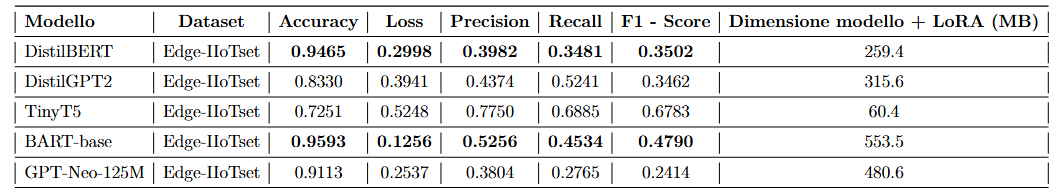 Modello Dataset Accuracy Loss Precision Recall F1 - Score Dimensione modello + LoRA (MB)
DistilBERT Edge-IIoTset 0.9465 0.2998 0.3982 0.3481 0.3502 259.4
DistilGPT2 Edge-IIoTset 0.8330 0.3941 0.4374 0.5241 0.3462 315.6
TinyT5 Edge-IIoTset 0.7251 0.5248 0.7750 0.6885 0.6783 60.4
BART-base Edge-IIoTset 0.9593 0.1256 0.5256 0.4534 0.4790 553.5
GPT-Neo-125M Edge-IIoTset 0.9113 0.2537 0.3804 0.2765 0.2414 480.6